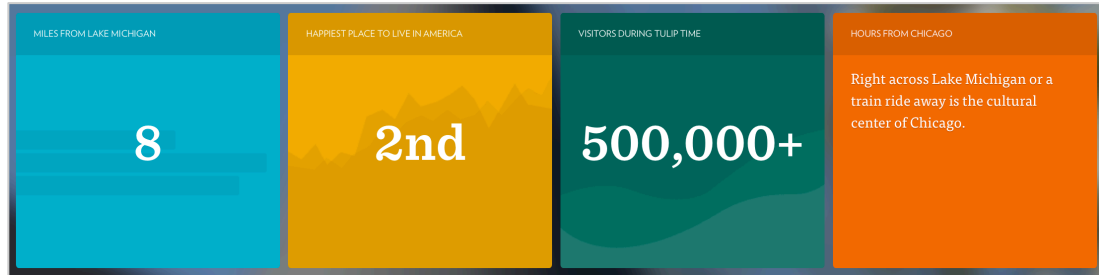 MILES FROM LAKE MICHIGAN
8
HAPPIEST PLACE TO LIVE IN AMERICA
2nd
VISITORS DURING TULIP TIME
500,000+
HOURS FROM CHICAGO
Right across Lake Michigan or a
train ride away is the cultural
center of Chicago.